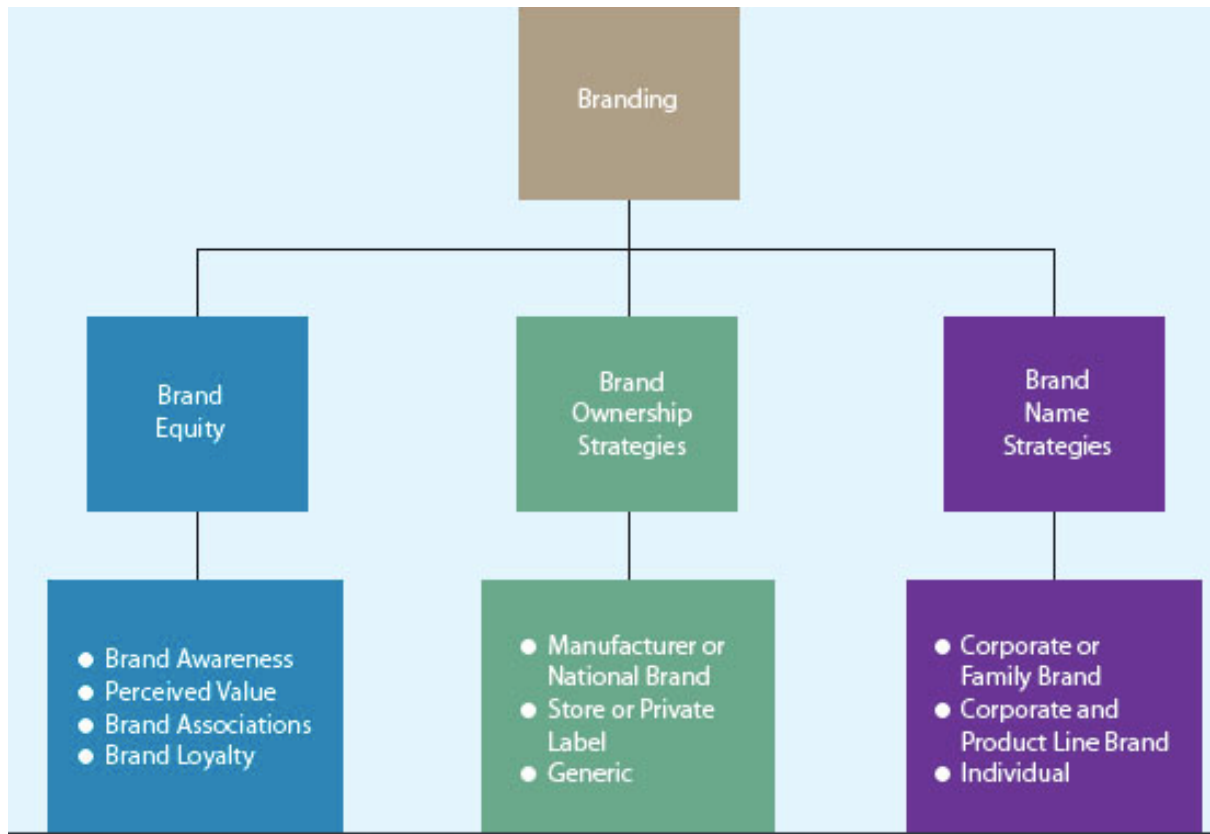 Branding
Brand
Equity
Brand
Ownership
Strategies
Brand
Name
Strategies
● Brand Awareness
● Perceived Value
● Brand Associations
● Brand Loyalty
● Manufacturer or
National Brand
● Store or Private
Label
● Generic
● Corporate or
Family Brand
● Corporate and
Product Line Brand
● Individual